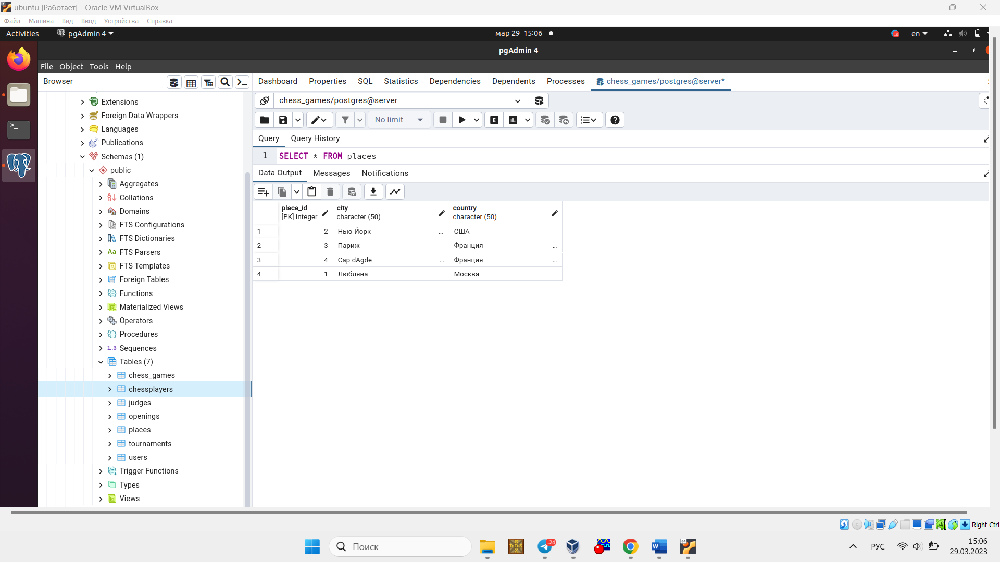 ubuntu [Работает] - Oracle VM VirtualBox
Файл Машина Вид Ввод Устройства Справка
Activities pgAdmin 4 мар 29 15:06 en
pgAdmin 4
File Object Tools Help
Browser
Dashboard Properties SQL Statistics Dependencies Dependents Processes chess_games/postgres@server*
chess_games/postgres@server
No limit
Query Query History
1 SELECT * FROM places
Data Output Messages Notifications
place_id city country
[PK] integer character (50) character (50)
1 2 Нью-Йорк ... США
2 3 Париж Франция ...
3 4 Cap dAgde ... Франция ...
4 1 Любляна Москва
Extensions
Foreign Data Wrappers
Languages
Publications
Schemas (1)
public
Aggregates
Collations
Domains
FTS Configurations
FTS Dictionaries
Aa FTS Parsers
FTS Templates
Foreign Tables
Functions
Materialized Views
Operators
Procedures
1..3 Sequences
Tables (7)
chess_games
chessplayers
judges
openings
places
tournaments
users
Trigger Functions
Types
Views
Right Ctrl
Поиск
..24
РУС
15:06
29.03.2023